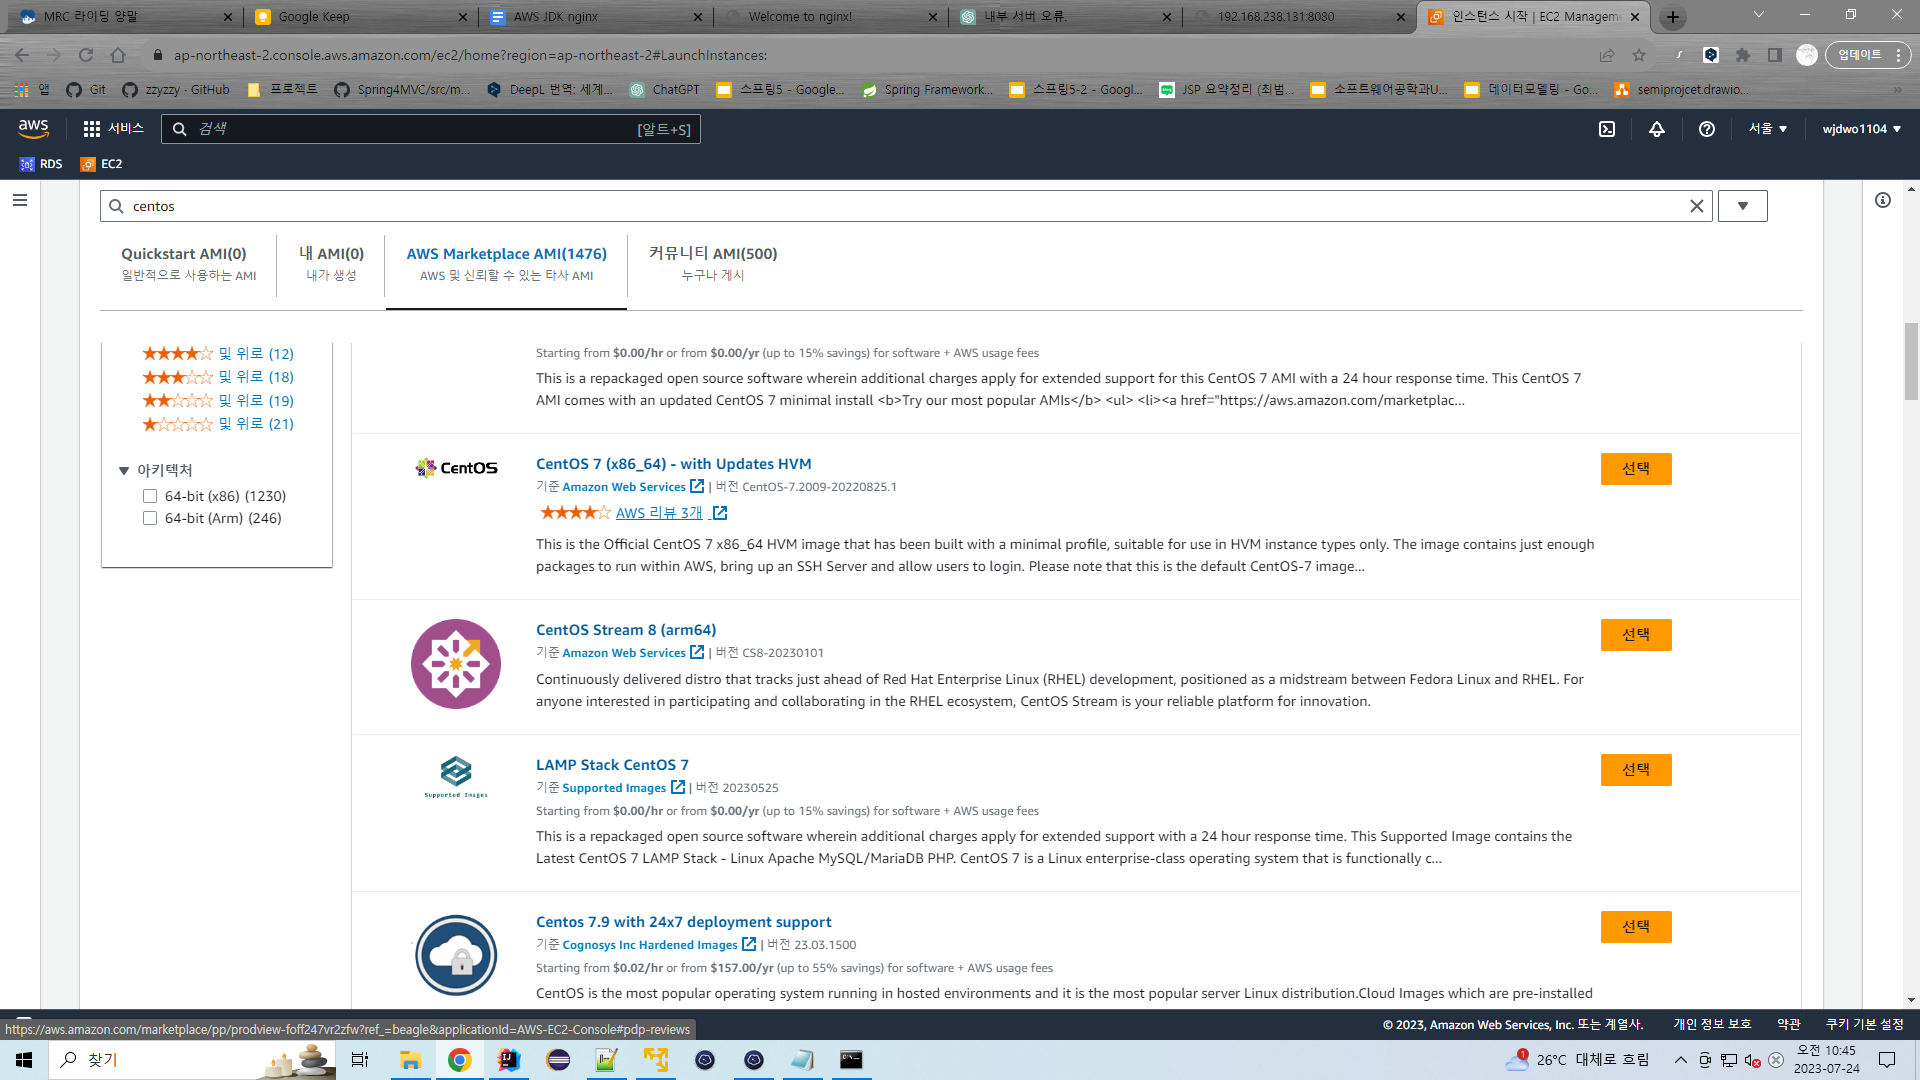 MRC 라이딩 양말
Google Keep
AWS JDK nginx
Welcome to nginx!
내부 서버 오류.
192.168.238.131:8080
인스턴스 시작 | EC2 Managem
ap-northeast-2.console.aws.amazon.com/ec2/home?region=ap-northeast-2#LaunchInstances:
업데이트
앱
Git
zzyzzy · GitHub
프로젝트
Spring4MVC/src/m...
DeepL 번역: 세계...
ChatGPT
스프링5 - Google...
Spring Framework...
스프링5-2 - Googl...
JSP 요약정리 (최범...
소프트웨어공학과U...
데이터모델링 - Go...
semiprojcet.drawio...
aws
서비스
검색
[알트+S]
서울
wjdwo1104
RDS
EC2
centos
Quickstart AMI(0)
일반적으로 사용하는 AMI
내 AMI(0)
내가 생성
AWS Marketplace AMI(1476)
AWS 및 신뢰할 수 있는 타사 AMI
커뮤니티 AMI(500)
누구나 게시
및 위로 (12)
및 위로 (18)
및 위로 (19)
및 위로 (21)
아키텍처
64-bit (x86) (1230)
64-bit (Arm) (246)
Starting from $0.00/hr or from $0.00/yr (up to 15% savings) for software + AWS usage fees
This is a repackaged open source software wherein additional charges apply for extended support for this CentOS 7 AMI with a 24 hour response time. This CentOS 7
AMI comes with an updated CentOS 7 minimal install <b>Try our most popular AMIs</b> <ul> <li><a href="https://aws.amazon.com/marketplac...
CentOS
CentOS 7 (x86_64) - with Updates HVM
선택
기준 Amazon Web Services | 버전 CentOS-7.2009-20220825.1
AWS 리뷰 3개
This is the Official CentOS 7 x86_64 HVM image that has been built with a minimal profile, suitable for use in HVM instance types only. The image contains just enough
packages to run within AWS, bring up an SSH Server and allow users to login. Please note that this is the default CentOS-7 image...
CentOS Stream 8 (arm64)
선택
기준 Amazon Web Services | 버전 CS8-20230101
Continuously delivered distro that tracks just ahead of Red Hat Enterprise Linux (RHEL) development, positioned as a midstream between Fedora Linux and RHEL. For
anyone interested in participating and collaborating in the RHEL ecosystem, CentOS Stream is your reliable platform for innovation.
Supported Images
LAMP Stack CentOS 7
선택
기준 Supported Images | 버전 20230525
Starting from $0.00/hr or from $0.00/yr (up to 15% savings) for software + AWS usage fees
This is a repackaged open source software wherein additional charges apply for extended support with a 24 hour response time. This Supported Image contains the
Latest CentOS 7 LAMP Stack - Linux Apache MySQL/MariaDB PHP. CentOS 7 is a Linux enterprise-class operating system that is functionally c...
Centos 7.9 with 24x7 deployment support
선택
기준 Cognosys Inc Hardened Images | 버전 23.03.1500
Starting from $0.02/hr or from $157.00/yr (up to 55% savings) for software + AWS usage fees
CentOS is the most popular operating system running in hosted environments and it is the most popular server Linux distribution.Cloud Images which are pre-installed
https://aws.amazon.com/marketplace/pp/prodview-foff247vr2zfw?ref_=beagle&applicationId=AWS-EC2-Console#pdp-reviews
© 2023, Amazon Web Services, Inc. 또는 계열사.
개인 정보 보호
약관
쿠키 기본 설정
찾기
1
26°C 대체로 흐림
오전 10:45
2023-07-24